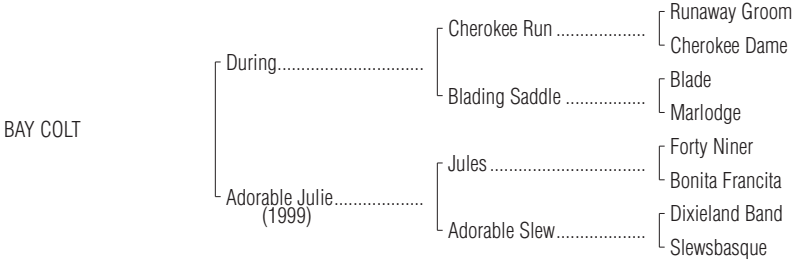 Runaway Groom
Cherokee Run ....................
Cherokee Dame
During................................
Blade
Blading Saddle .................
Marlodge
BAY COLT
Forty Niner
Jules ..................................
Bonita Francita
Adorable Julie....................
(1999)
Dixieland Band
Adorable Slew....................
Slewsbasque